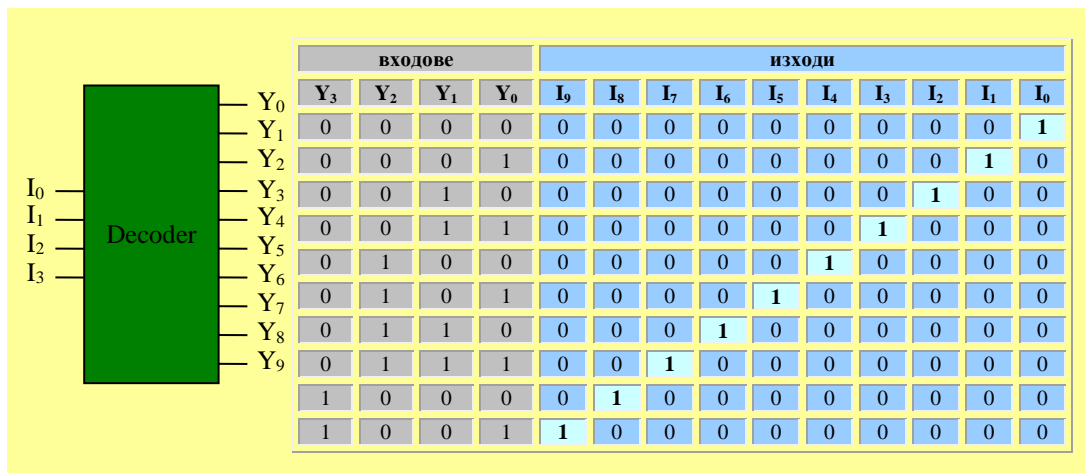 входове изходи
Y₃ Y₂ Y₁ Y₀ I₉ I₈ I₇ I₆ I₅ I₄ I₃ I₂ I₁ I₀
0 0 0 0 0 0 0 0 0 0 0 0 0 1
0 0 0 1 0 0 0 0 0 0 0 0 1 0
0 0 1 0 0 0 0 0 0 0 0 1 0 0
0 0 1 1 0 0 0 0 0 0 1 0 0 0
0 1 0 0 0 0 0 0 0 1 0 0 0 0
0 1 0 1 0 0 0 0 1 0 0 0 0 0
0 1 1 0 0 0 0 1 0 0 0 0 0 0
0 1 1 1 0 0 1 0 0 0 0 0 0 0
1 0 0 0 0 1 0 0 0 0 0 0 0 0
1 0 0 1 1 0 0 0 0 0 0 0 0 0
I₀
I₁
I₂
I₃
Decoder
Y₀
Y₁
Y₂
Y₃
Y₄
Y₅
Y₆
Y₇
Y₈
Y₉